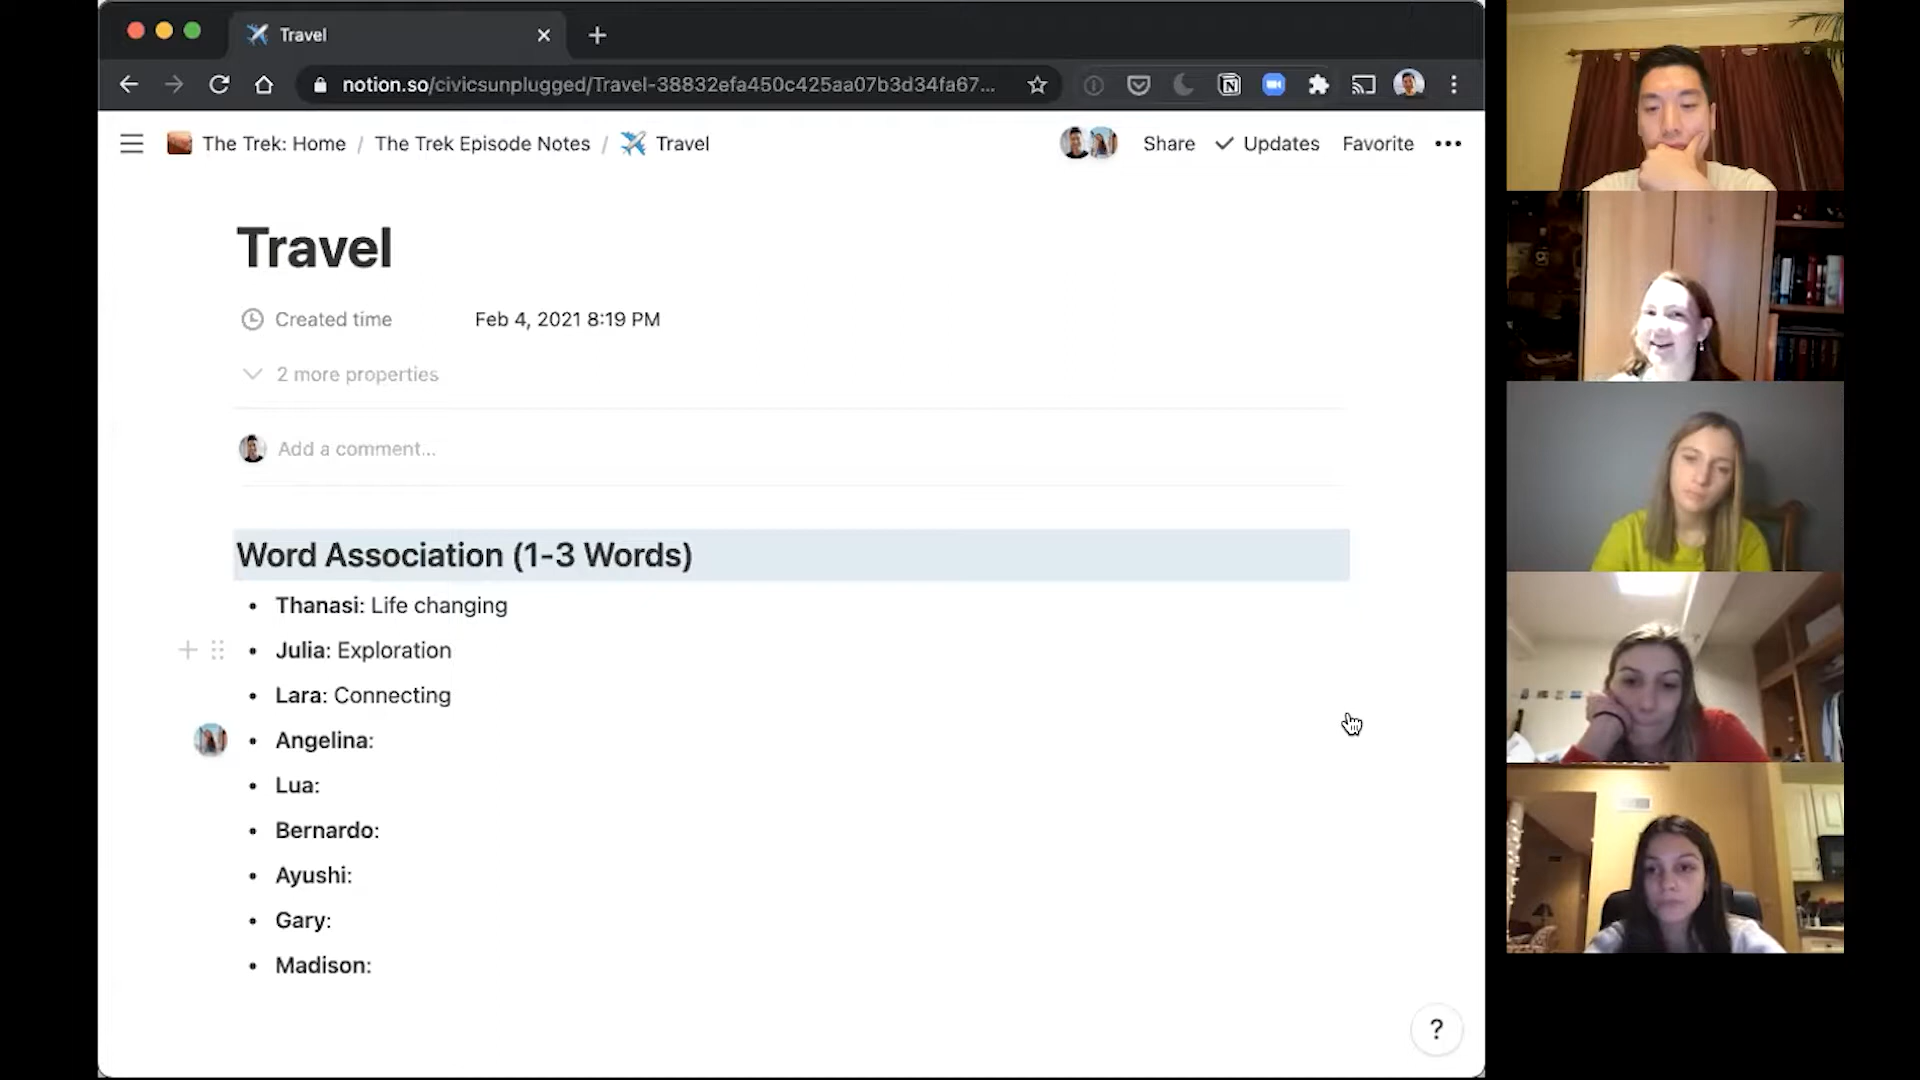 Travel
notion.so/civicsunplugged/Travel-38832efa450c425aa07b3d34fa67...
The Trek: Home / The Trek Episode Notes / Travel
Share Updates Favorite
Travel
Created time Feb 4, 2021 8:19 PM
2 more properties
Add a comment...
Word Association (1-3 Words)
• Thanasi: Life changing
• Julia: Exploration
• Lara: Connecting
• Angelina:
• Lua:
• Bernardo:
• Ayushi:
• Gary:
• Madison:
?